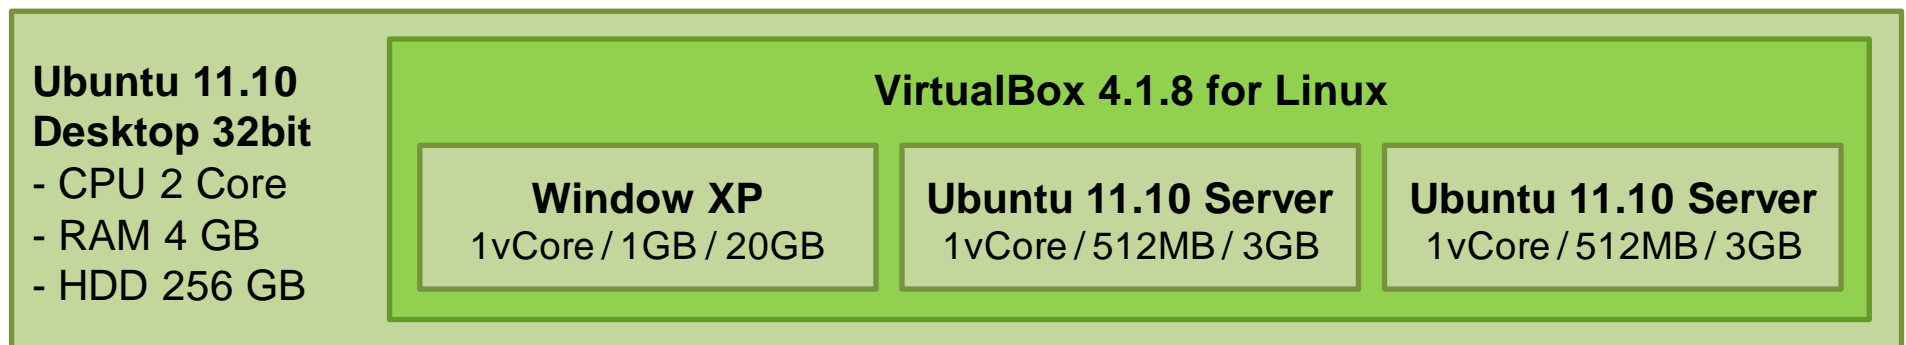 Ubuntu 11.10
Desktop 32bit
- CPU 2 Core
- RAM 4 GB
- HDD 256 GB
VirtualBox 4.1.8 for Linux
Window XP
1vCore / 1GB / 20GB
Ubuntu 11.10 Server
1vCore / 512MB / 3GB
Ubuntu 11.10 Server
1vCore / 512MB / 3GB